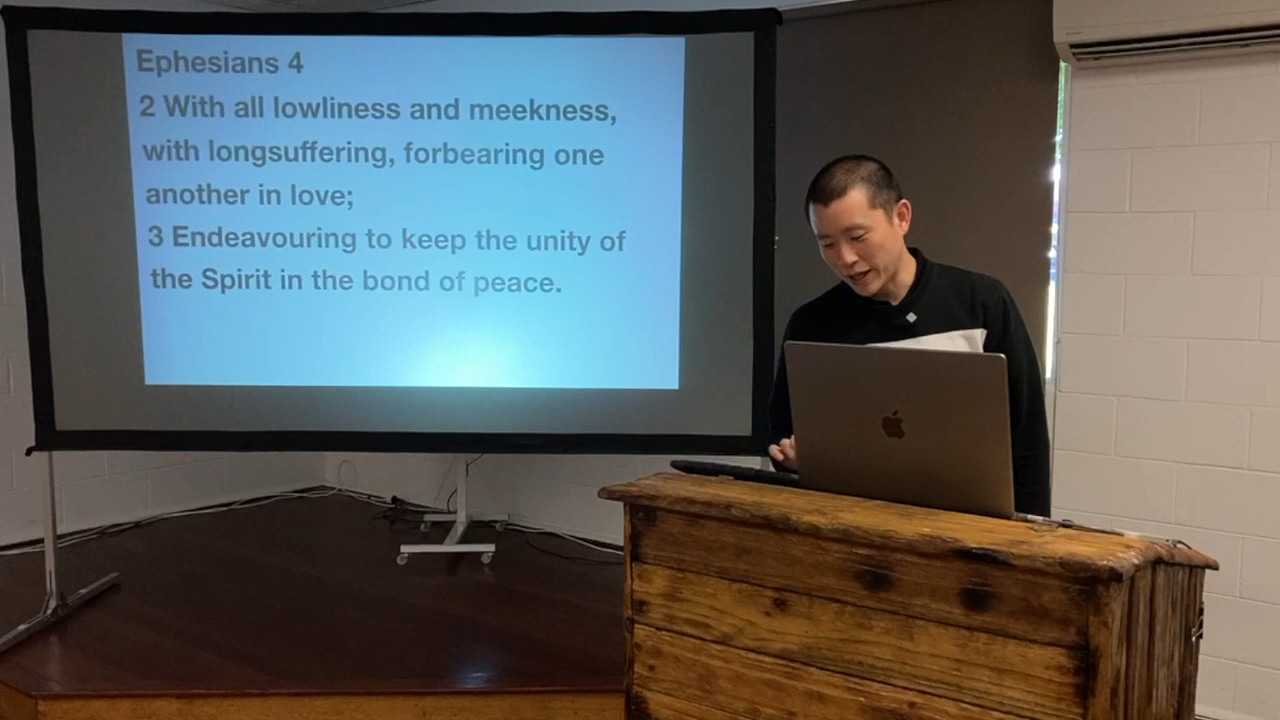 Ephesians 4
2 With all lowliness and meekness,
with longsuffering, forbearing one
another in love;
3 Endeavouring to keep the unity of
the Spirit in the bond of peace.